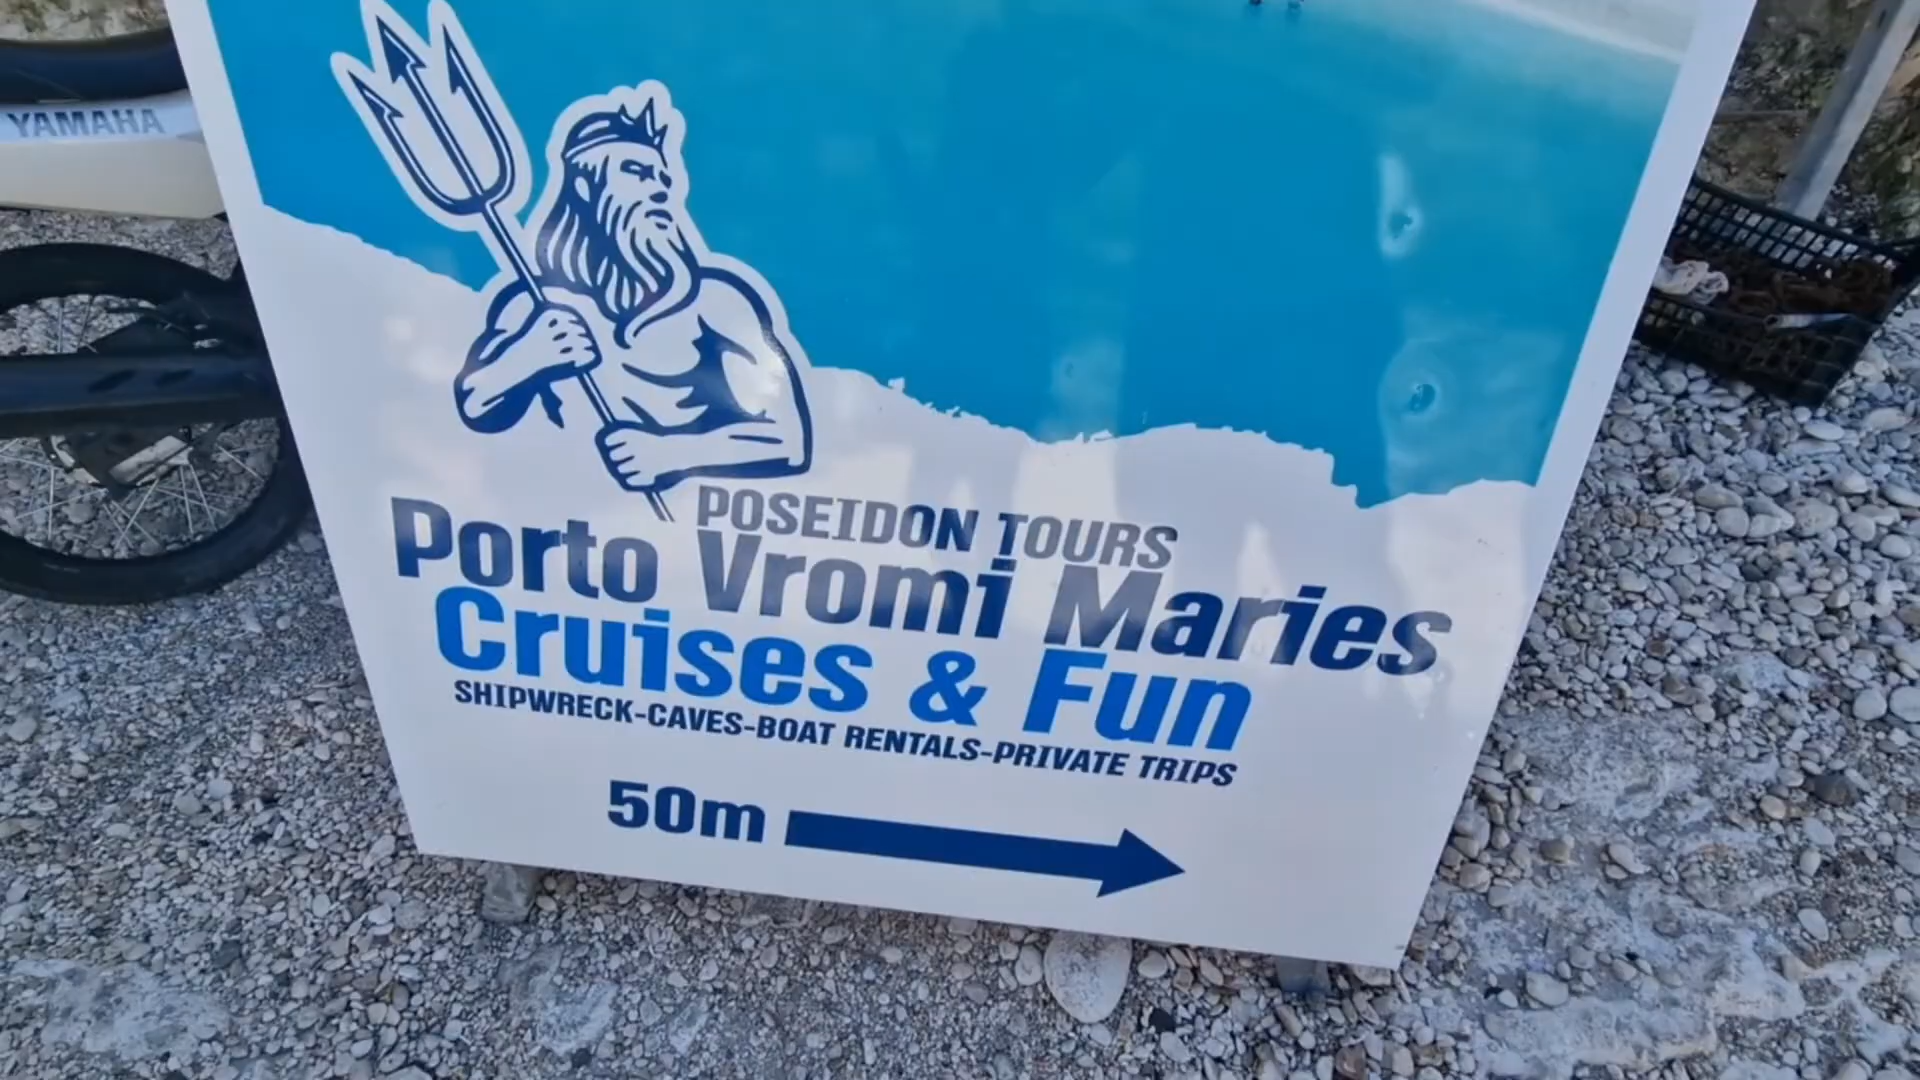 YAMAHA
POSEIDON TOURS
Porto Vromi Maries
Cruises & Fun
SHIPWRECK-CAVES-BOAT RENTALS-PRIVATE TRIPS
50m